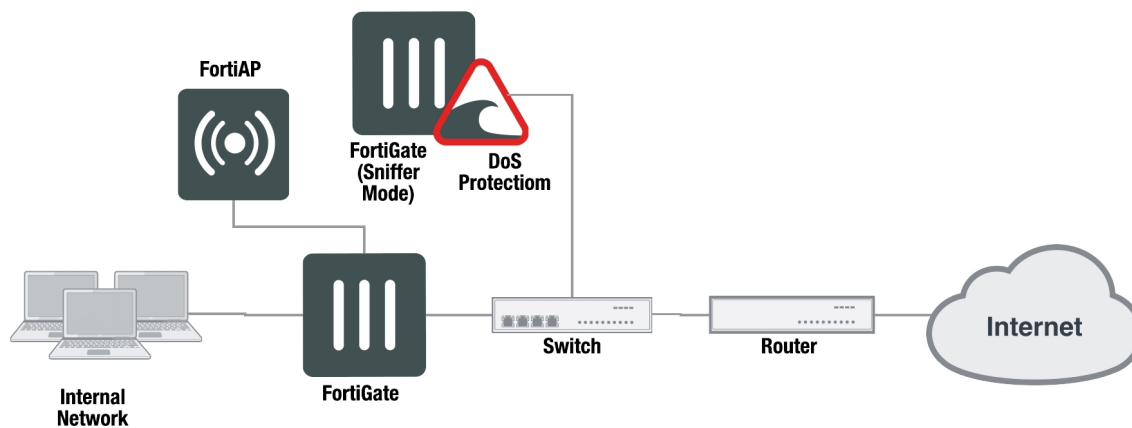 FortiAP
FortiGate
(Sniffer
Mode)
DoS
Protectiom
Internal
Network
FortiGate
Switch
Router
Internet